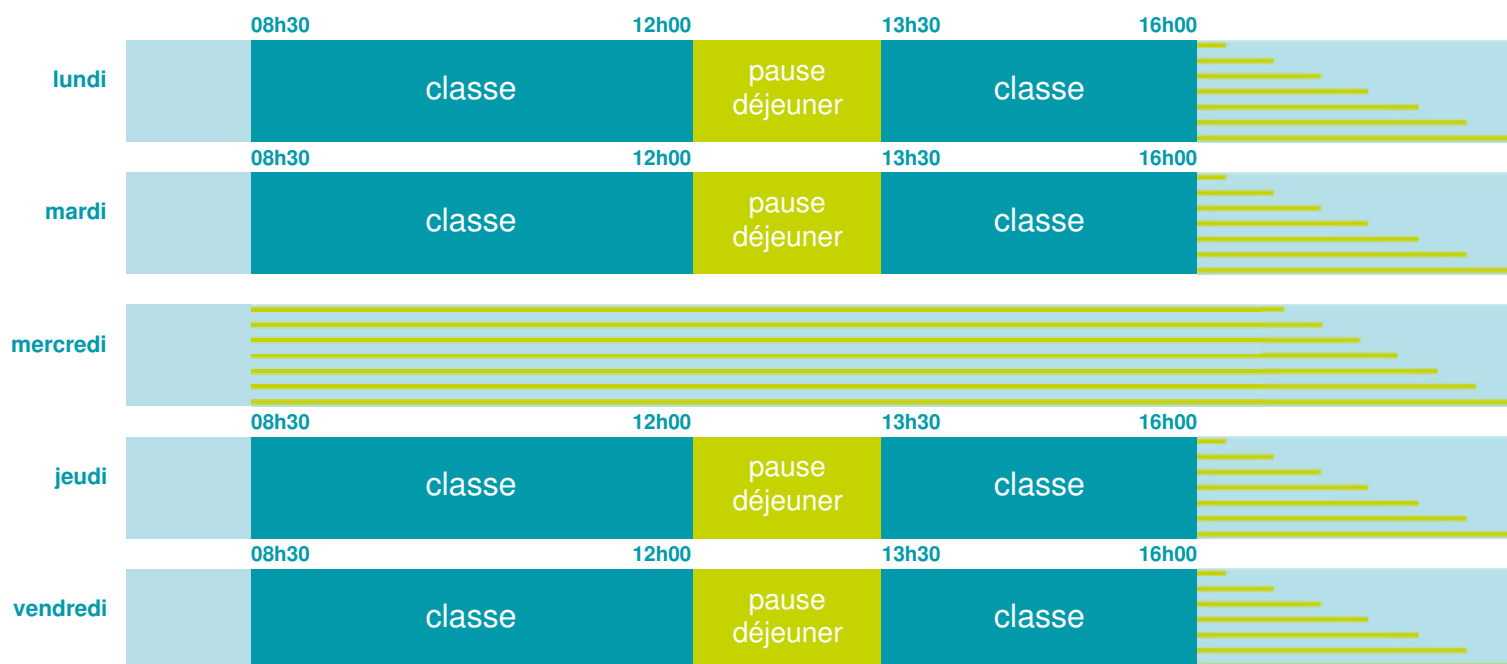 08h30 12h00 13h30 16h00
lundi classe pause déjeuner classe
08h30 12h00 13h30 16h00
mardi classe pause déjeuner classe
mercredi
08h30 12h00 13h30 16h00
jeudi classe pause déjeuner classe
08h30 12h00 13h30 16h00
vendredi classe pause déjeuner classe